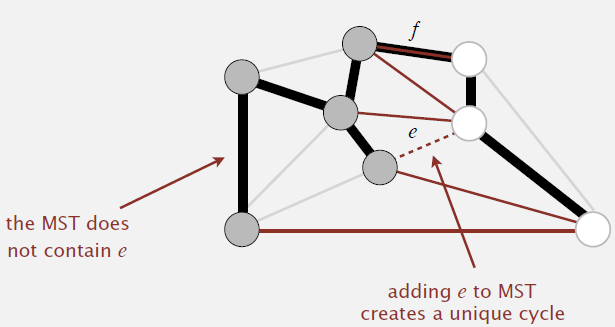 f
e
the MST does
not contain e
adding e to MST
creates a unique cycle